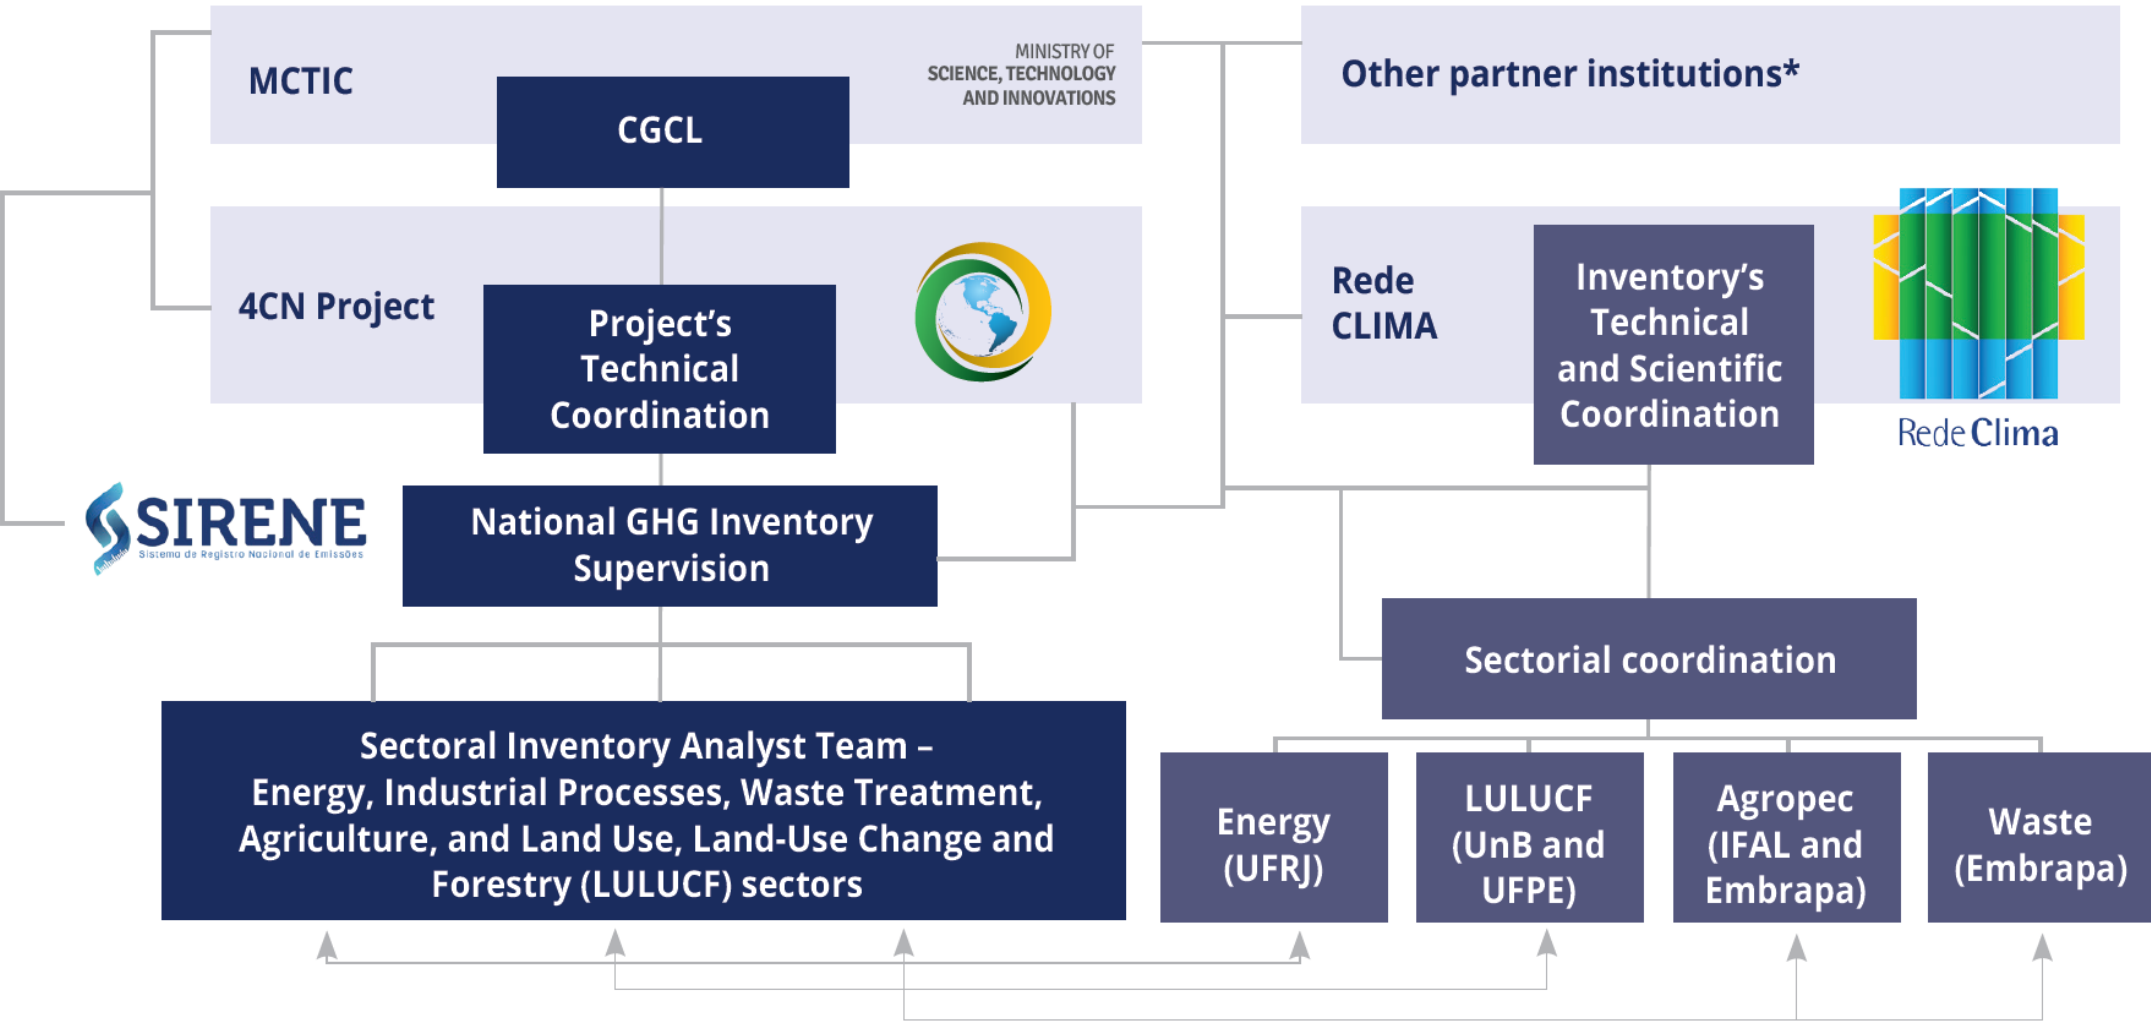 MCTIC
CGCL
MINISTRY OF
SCIENCE, TECHNOLOGY
AND INNOVATIONS
Other partner institutions*
4CN Project
Project’s
Technical
Coordination
Rede
CLIMA
Inventory’s
Technical
and Scientific
Coordination
Rede Clima
SIRENE
Sistema de Registro Nacional de Emissões
National GHG Inventory
Supervision
Sectorial coordination
Sectoral Inventory Analyst Team –
Energy, Industrial Processes, Waste Treatment,
Agriculture, and Land Use, Land-Use Change and
Forestry (LULUCF) sectors
Energy
(UFRJ)
LULUCF
(UnB and
UFPE)
Agropec
(IFAL and
Embrapa)
Waste
(Embrapa)